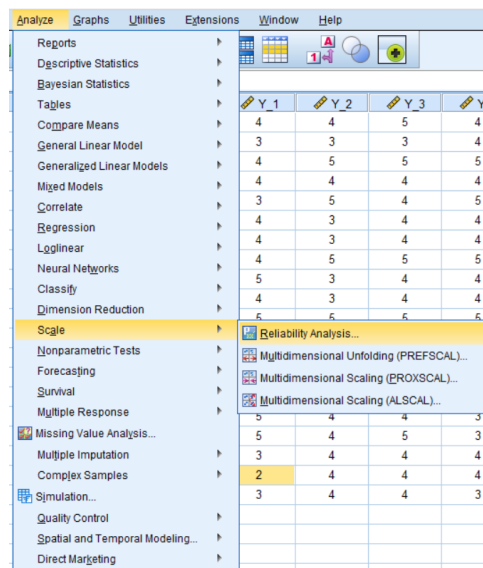 Analyze Graphs Utilities Extensions Window Help
Reports
Descriptive Statistics
Bayesian Statistics
Tables
Compare Means
General Linear Model
Generalized Linear Models
Mixed Models
Correlate
Regression
Loglinear
Neural Networks
Classify
Dimension Reduction
Scale
Nonparametric Tests
Forecasting
Survival
Multiple Response
Missing Value Analysis...
Multiple Imputation
Complex Samples
Simulation...
Quality Control
Spatial and Temporal Modeling...
Direct Marketing
A
1
Y_1 Y_2 Y_3 Y
4 4 5 4
3 3 3 4
4 5 5 5
4 4 4 4
3 5 4 5
4 3 4 4
4 3 4 4
4 5 5 5
5 3 4 4
4 3 4 4
5 5 5 5
Reliability Analysis...
Multidimensional Unfolding (PREFSCAL)...
Multidimensional Scaling (PROXSCAL)...
Multidimensional Scaling (ALSCAL)...
5 4 4 3
5 4 5 3
3 4 4 4
2 4 4 4
3 4 4 3